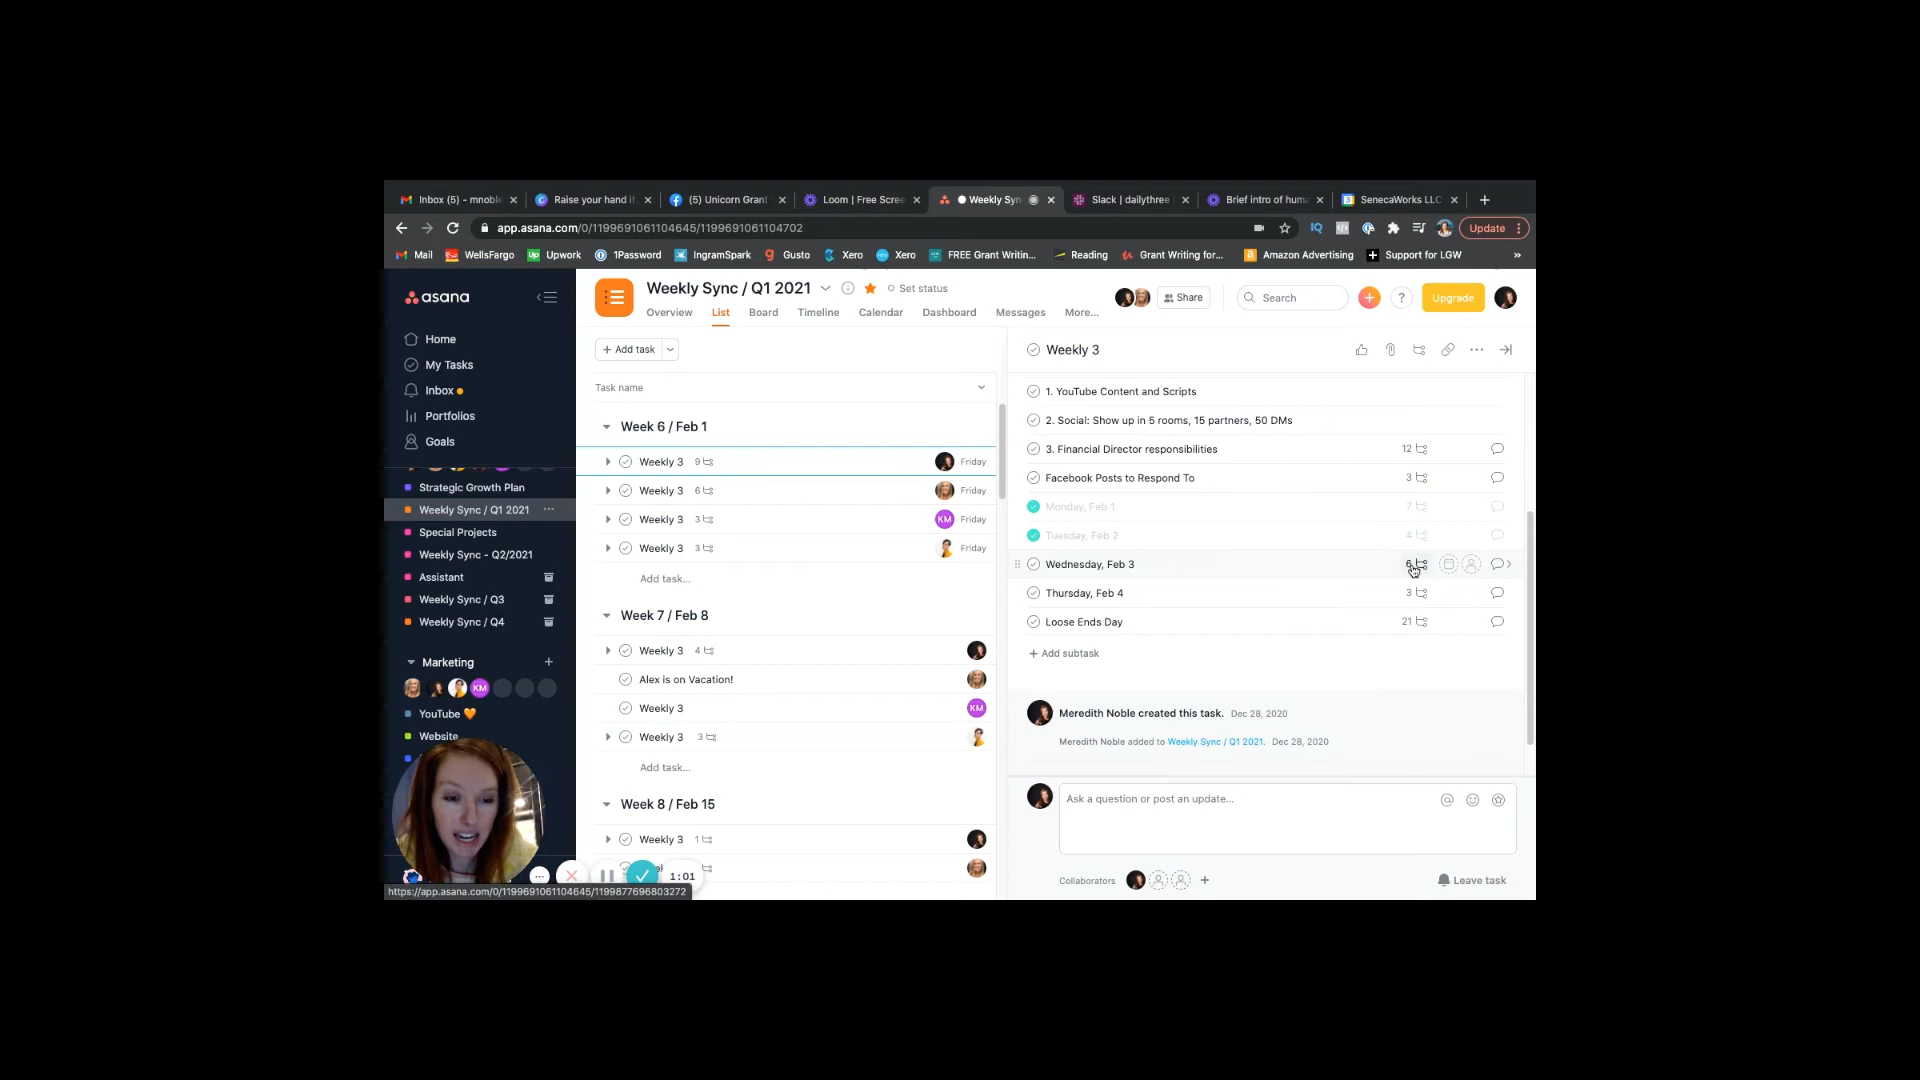 Inbox (5) - mnoble
Raise your hand if
(5) Unicorn Grant
Loom | Free Scree
Weekly Syn
Slack | dailythree
Brief intro of huma
SenecaWorks LLC
app.asana.com/0/1199691061104645/1199691061104702
Update
Mail
WellsFargo
Upwork
1Password
IngramSpark
Gusto
Xero
Xero
FREE Grant Writin...
Reading
Grant Writing for...
Amazon Advertising
Support for LGW
»
asana
Home
My Tasks
Inbox
Portfolios
Goals
Strategic Growth Plan
Weekly Sync / Q1 2021
Special Projects
Weekly Sync - Q2/2021
Assistant
Weekly Sync / Q3
Weekly Sync / Q4
Marketing
KM
YouTube 🧡
Website
Weekly Sync / Q1 2021
Set status
Overview List Board Timeline Calendar Dashboard Messages More...
Share
Search
?
Upgrade
+ Add task
Task name
Week 6 / Feb 1
Weekly 3 9 Friday
Weekly 3 6 Friday
Weekly 3 3 KM Friday
Weekly 3 3 Friday
Add task...
Week 7 / Feb 8
Weekly 3 4
Alex is on Vacation!
Weekly 3 KM
Weekly 3 3
Add task...
Week 8 / Feb 15
Weekly 3 1
1:01
https://app.asana.com/0/1199691061104645/1199877696803272
Weekly 3
1. YouTube Content and Scripts
2. Social: Show up in 5 rooms, 15 partners, 50 DMs
3. Financial Director responsibilities 12
Facebook Posts to Respond To 3
Monday, Feb 1 7
Tuesday, Feb 2 4
Wednesday, Feb 3 6
Thursday, Feb 4 3
Loose Ends Day 21
+ Add subtask
Meredith Noble created this task. Dec 28, 2020
Meredith Noble added to Weekly Sync / Q1 2021. Dec 28, 2020
Ask a question or post an update...
Collaborators
Leave task